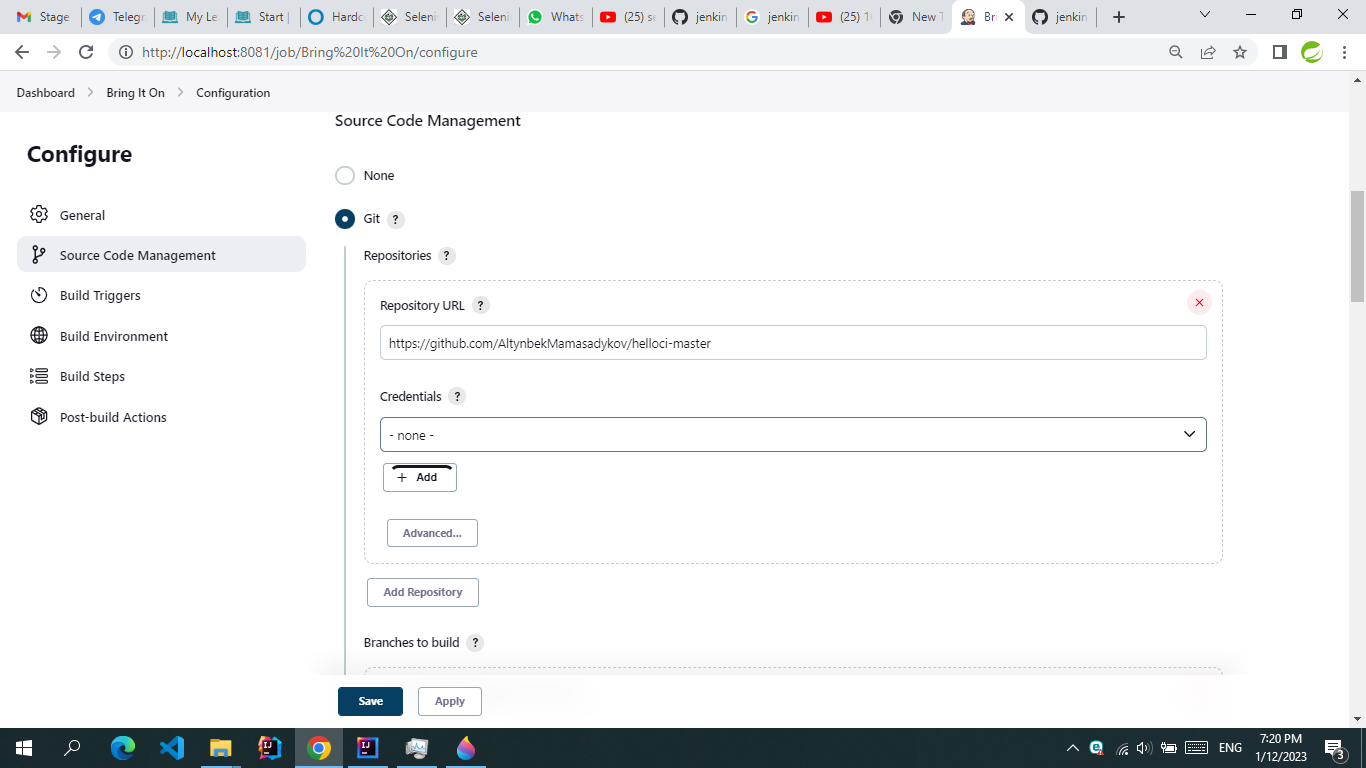 Stage
Telegr
My Le
Start |
Hardc
Seleni
Seleni
Whats
(25) se
jenkin
jenkin
(25) 1
New T
Br
jenkin
http://localhost:8081/job/Bring%20It%20On/configure
Dashboard
Bring It On
Configuration
Configure
General
Source Code Management
Build Triggers
Build Environment
Build Steps
Post-build Actions
Source Code Management
None
Git ?
Repositories ?
Repository URL ?
https://github.com/AltynbekMamasadykov/helloci-master
Credentials ?
- none -
+ Add
Advanced...
Add Repository
Branches to build ?
Save
Apply
ENG
7:20 PM
1/12/2023
3